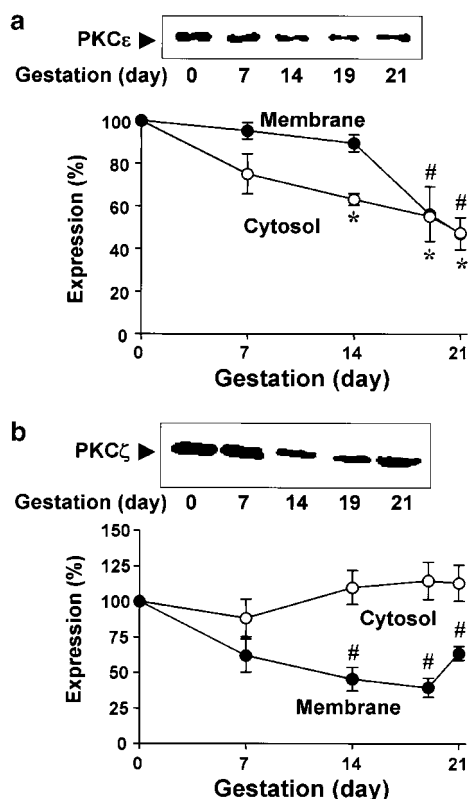 a
PKCε ►
Gestation (day) 0 7 14 19 21
100
80
60
40
20
0
Expression (%)
Membrane
Cytosol
# #
*
* *
0 7 14 21
Gestation (day)
b
PKCζ ►
Gestation (day) 0 7 14 19 21
150
125
100
75
50
25
0
Expression (%)
Cytosol
# # #
Membrane
0 7 14 21
Gestation (day)